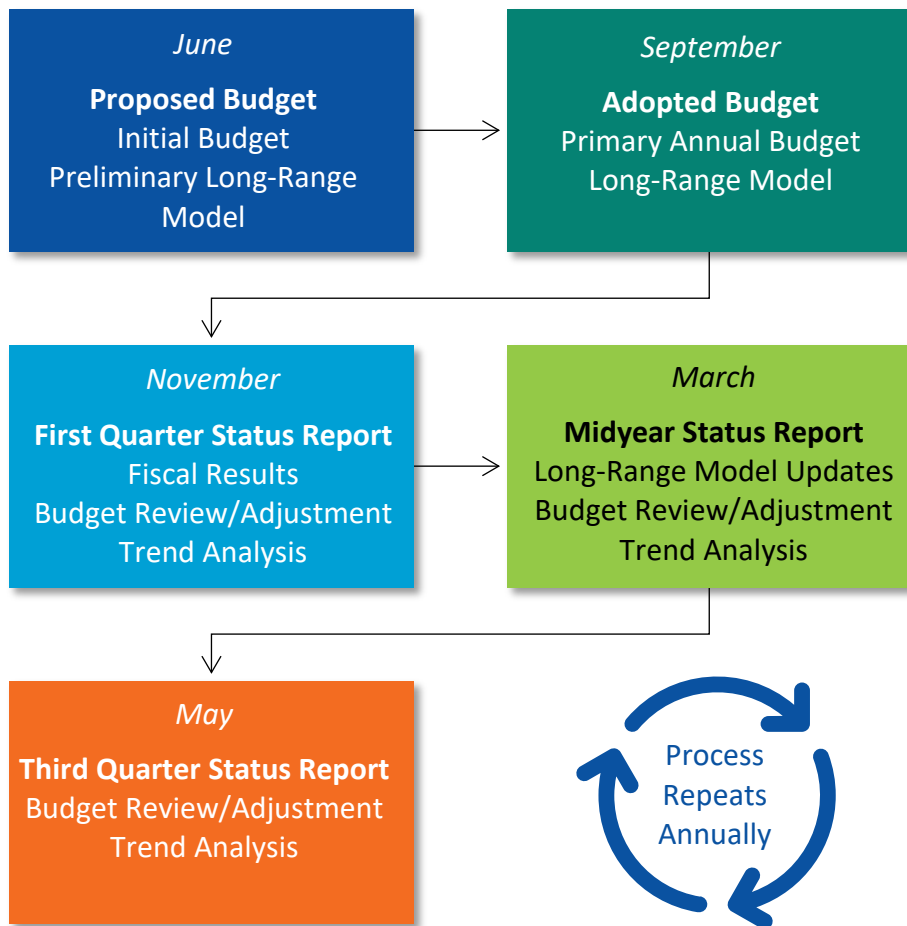 June
Proposed Budget
Initial Budget
Preliminary Long-Range
Model
September
Adopted Budget
Primary Annual Budget
Long-Range Model
November
First Quarter Status Report
Fiscal Results
Budget Review/Adjustment
Trend Analysis
March
Midyear Status Report
Long-Range Model Updates
Budget Review/Adjustment
Trend Analysis
May
Third Quarter Status Report
Budget Review/Adjustment
Trend Analysis
Process
Repeats
Annually